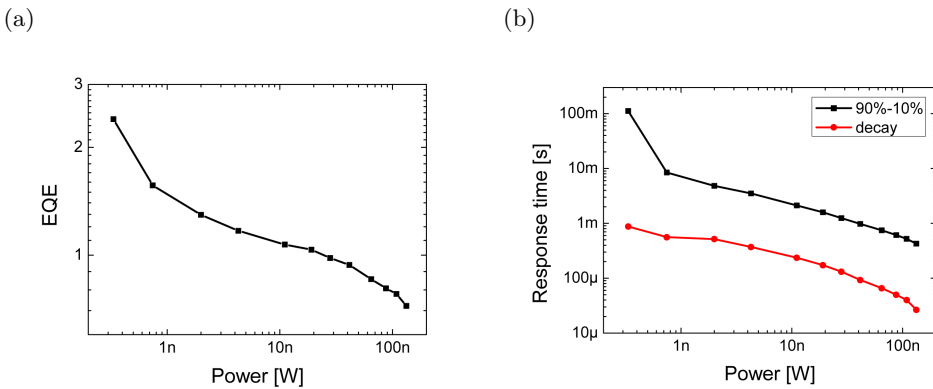 (a)
(b)
3
2
1
EQE
1n
10n
100n
Power [W]
100m
10m
1m
100µ
10µ
Response time [s]
90%-10%
decay
1n
10n
100n
Power [W]